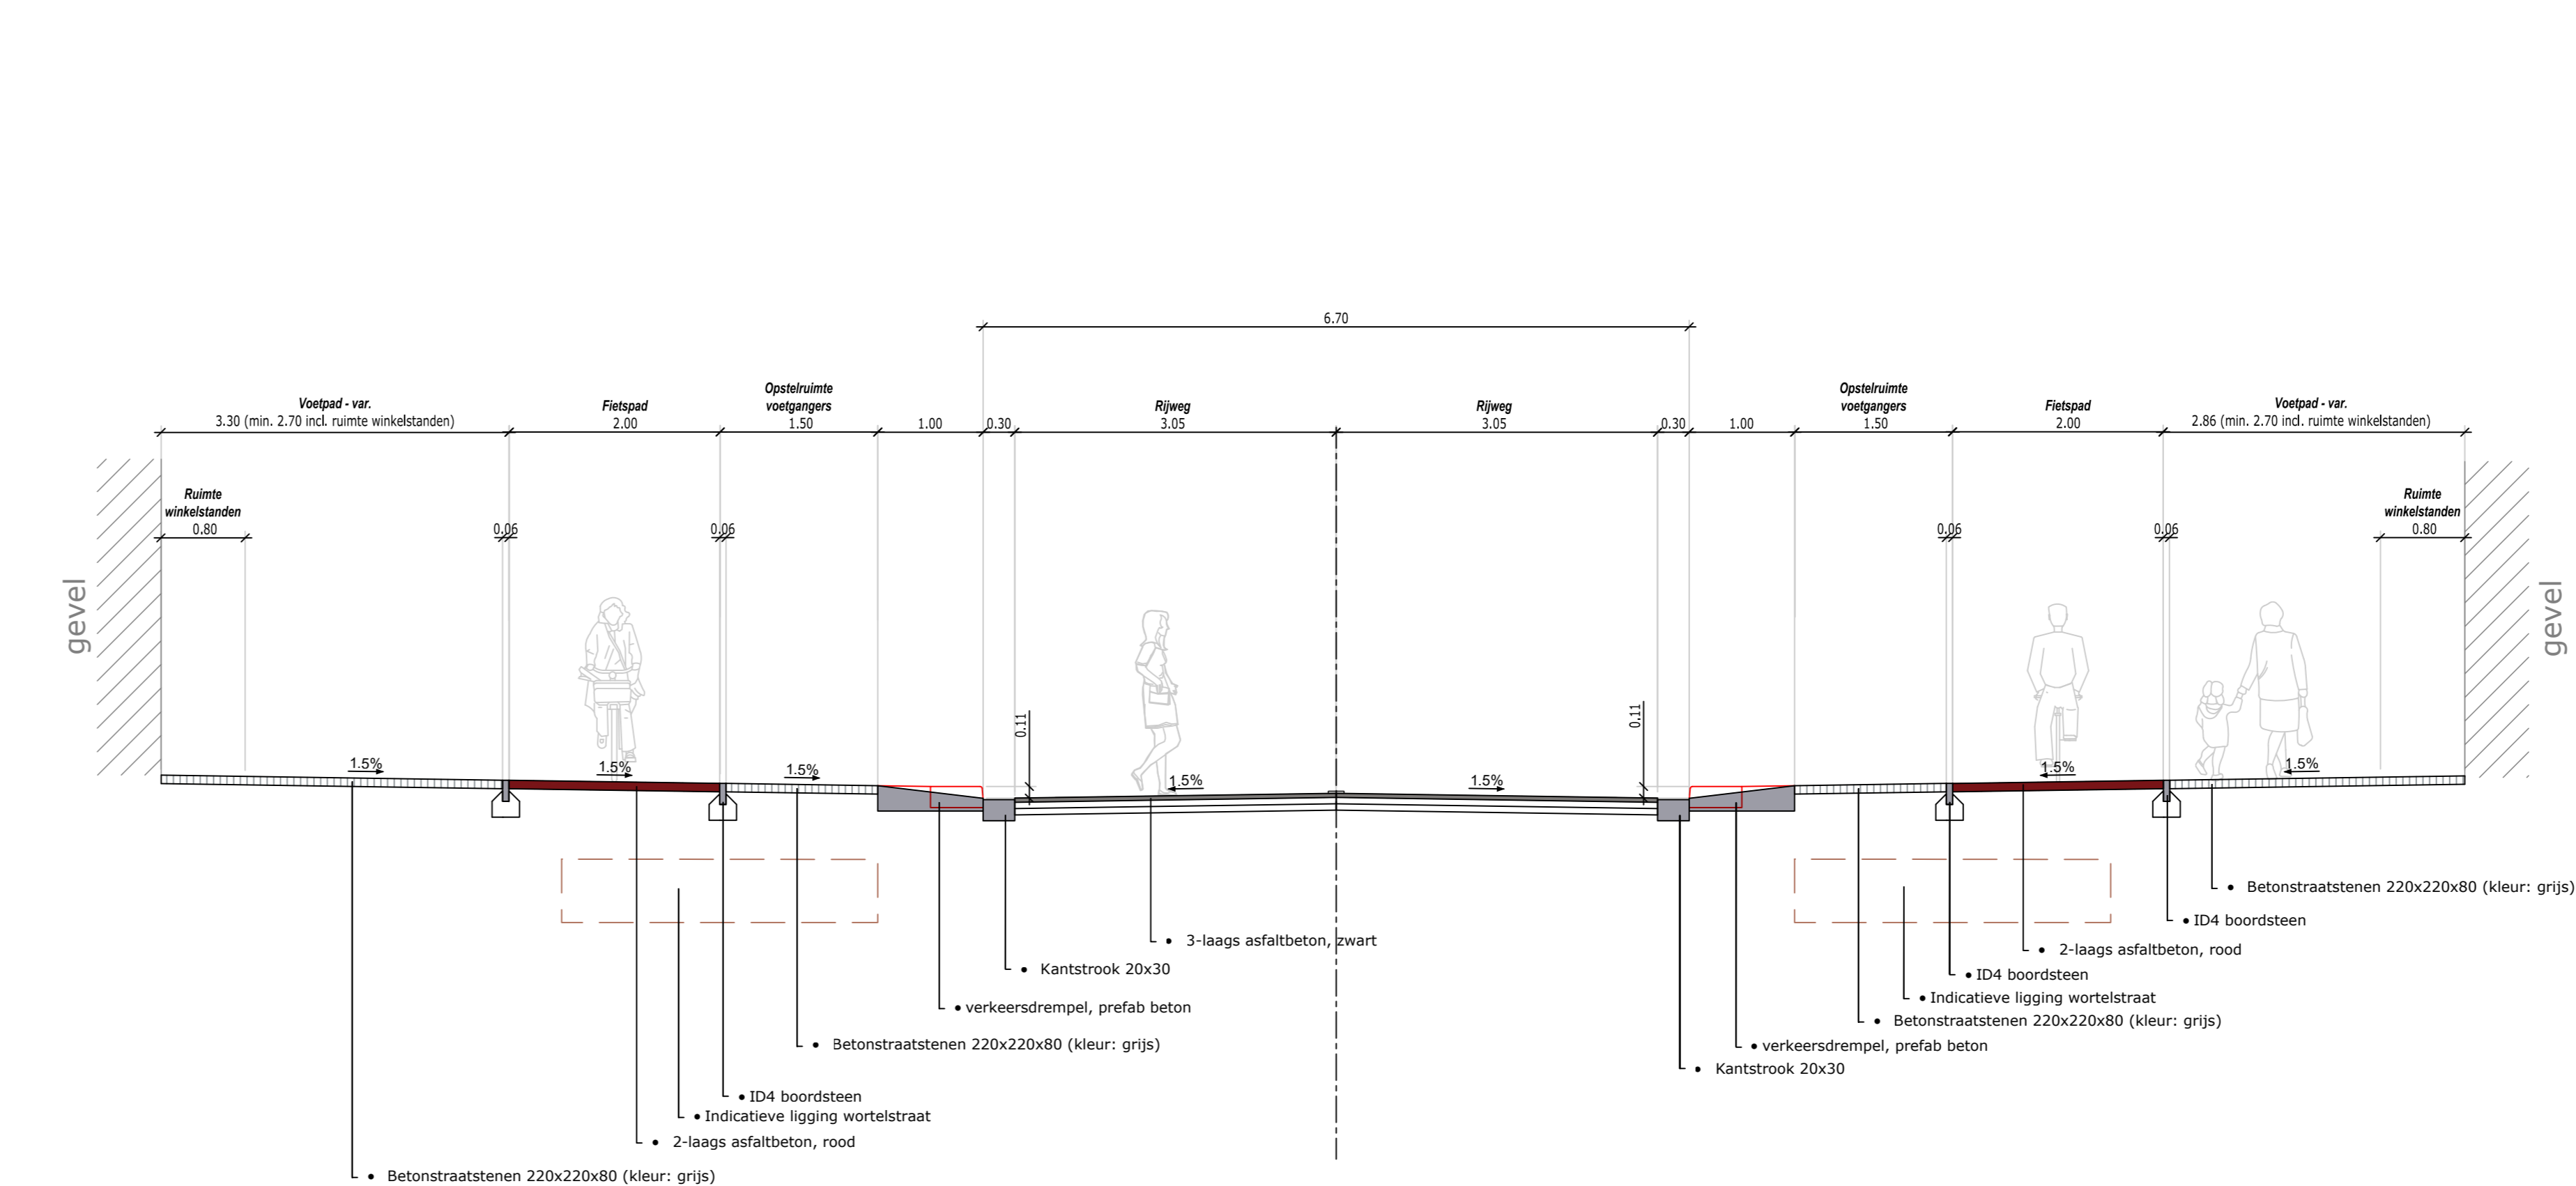 6.70
Voetpad - var.
3.30 (min. 2.70 incl. ruimte winkelstanden)
Fietspad
2.00
Opstelruimte
voetgangers
1.50
1.00
0.30
Rijweg
3.05
Rijweg
3.05
0.30
1.00
Opstelruimte
voetgangers
1.50
Fietspad
2.00
Voetpad - var.
2.86 (min. 2.70 incl. ruimte winkelstanden)
Ruimte
winkelstanden
0.80
0.06
0.06
0.06
0.06
Ruimte
winkelstanden
0.80
gevel
gevel
0.11
0.11
1.5%
1.5%
1.5%
1.5%
1.5%
1.5%
1.5%
• Betonstraatstenen 220x220x80 (kleur: grijs)
• ID4 boordsteen
• 3-laags asfaltbeton, zwart
• 2-laags asfaltbeton, rood
• Kantstrook 20x30
• ID4 boordsteen
• Indicatieve ligging wortelstraat
• verkeersdrempel, prefab beton
• Betonstraatstenen 220x220x80 (kleur: grijs)
• Betonstraatstenen 220x220x80 (kleur: grijs)
• verkeersdrempel, prefab beton
• Kantstrook 20x30
• ID4 boordsteen
• Indicatieve ligging wortelstraat
• 2-laags asfaltbeton, rood
• Betonstraatstenen 220x220x80 (kleur: grijs)